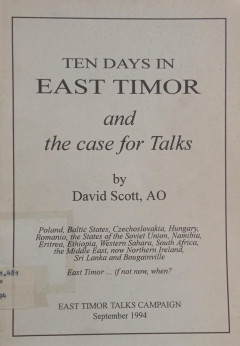 TEN DAYS IN
EAST TIMOR
and
the case for Talks
by
David Scott, AO
Poland, Baltic States, Czechoslovakia, Hungary,
Romania, the States of the Soviet Union, Namibia,
Eritrea, Ethiopia, Western Sahara, South Africa,
the Middle East, now Northern Ireland,
Sri Lanka and Bougainville
East Timor ... if not now, when?
EAST TIMOR TALKS CAMPAIGN
September 1994